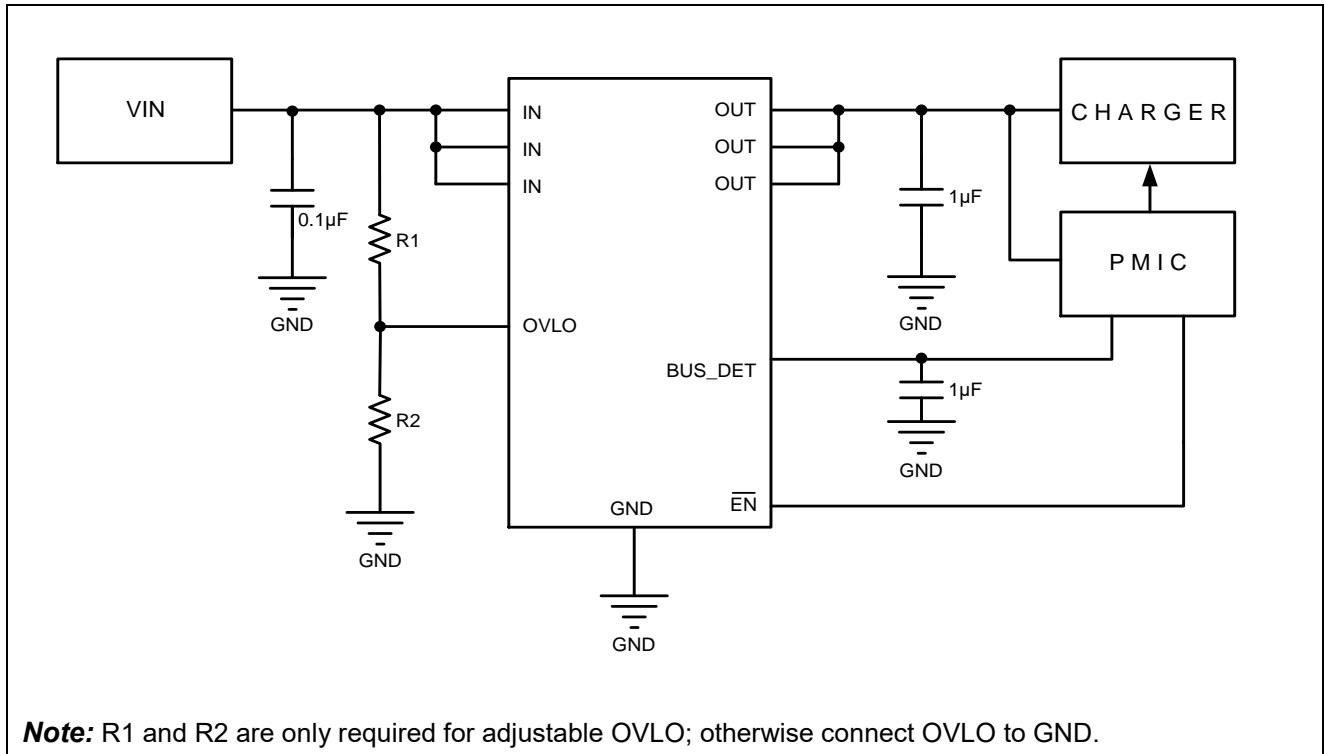 VIN
IN
IN
IN
OUT
OUT
OUT
CHARGER
0.1µF
R1
1µF
PMIC
GND
GND
OVLO
BUS_DET
1µF
R2
GND
GND
EN
GND
GND
Note: R1 and R2 are only required for adjustable OVLO; otherwise connect OVLO to GND.